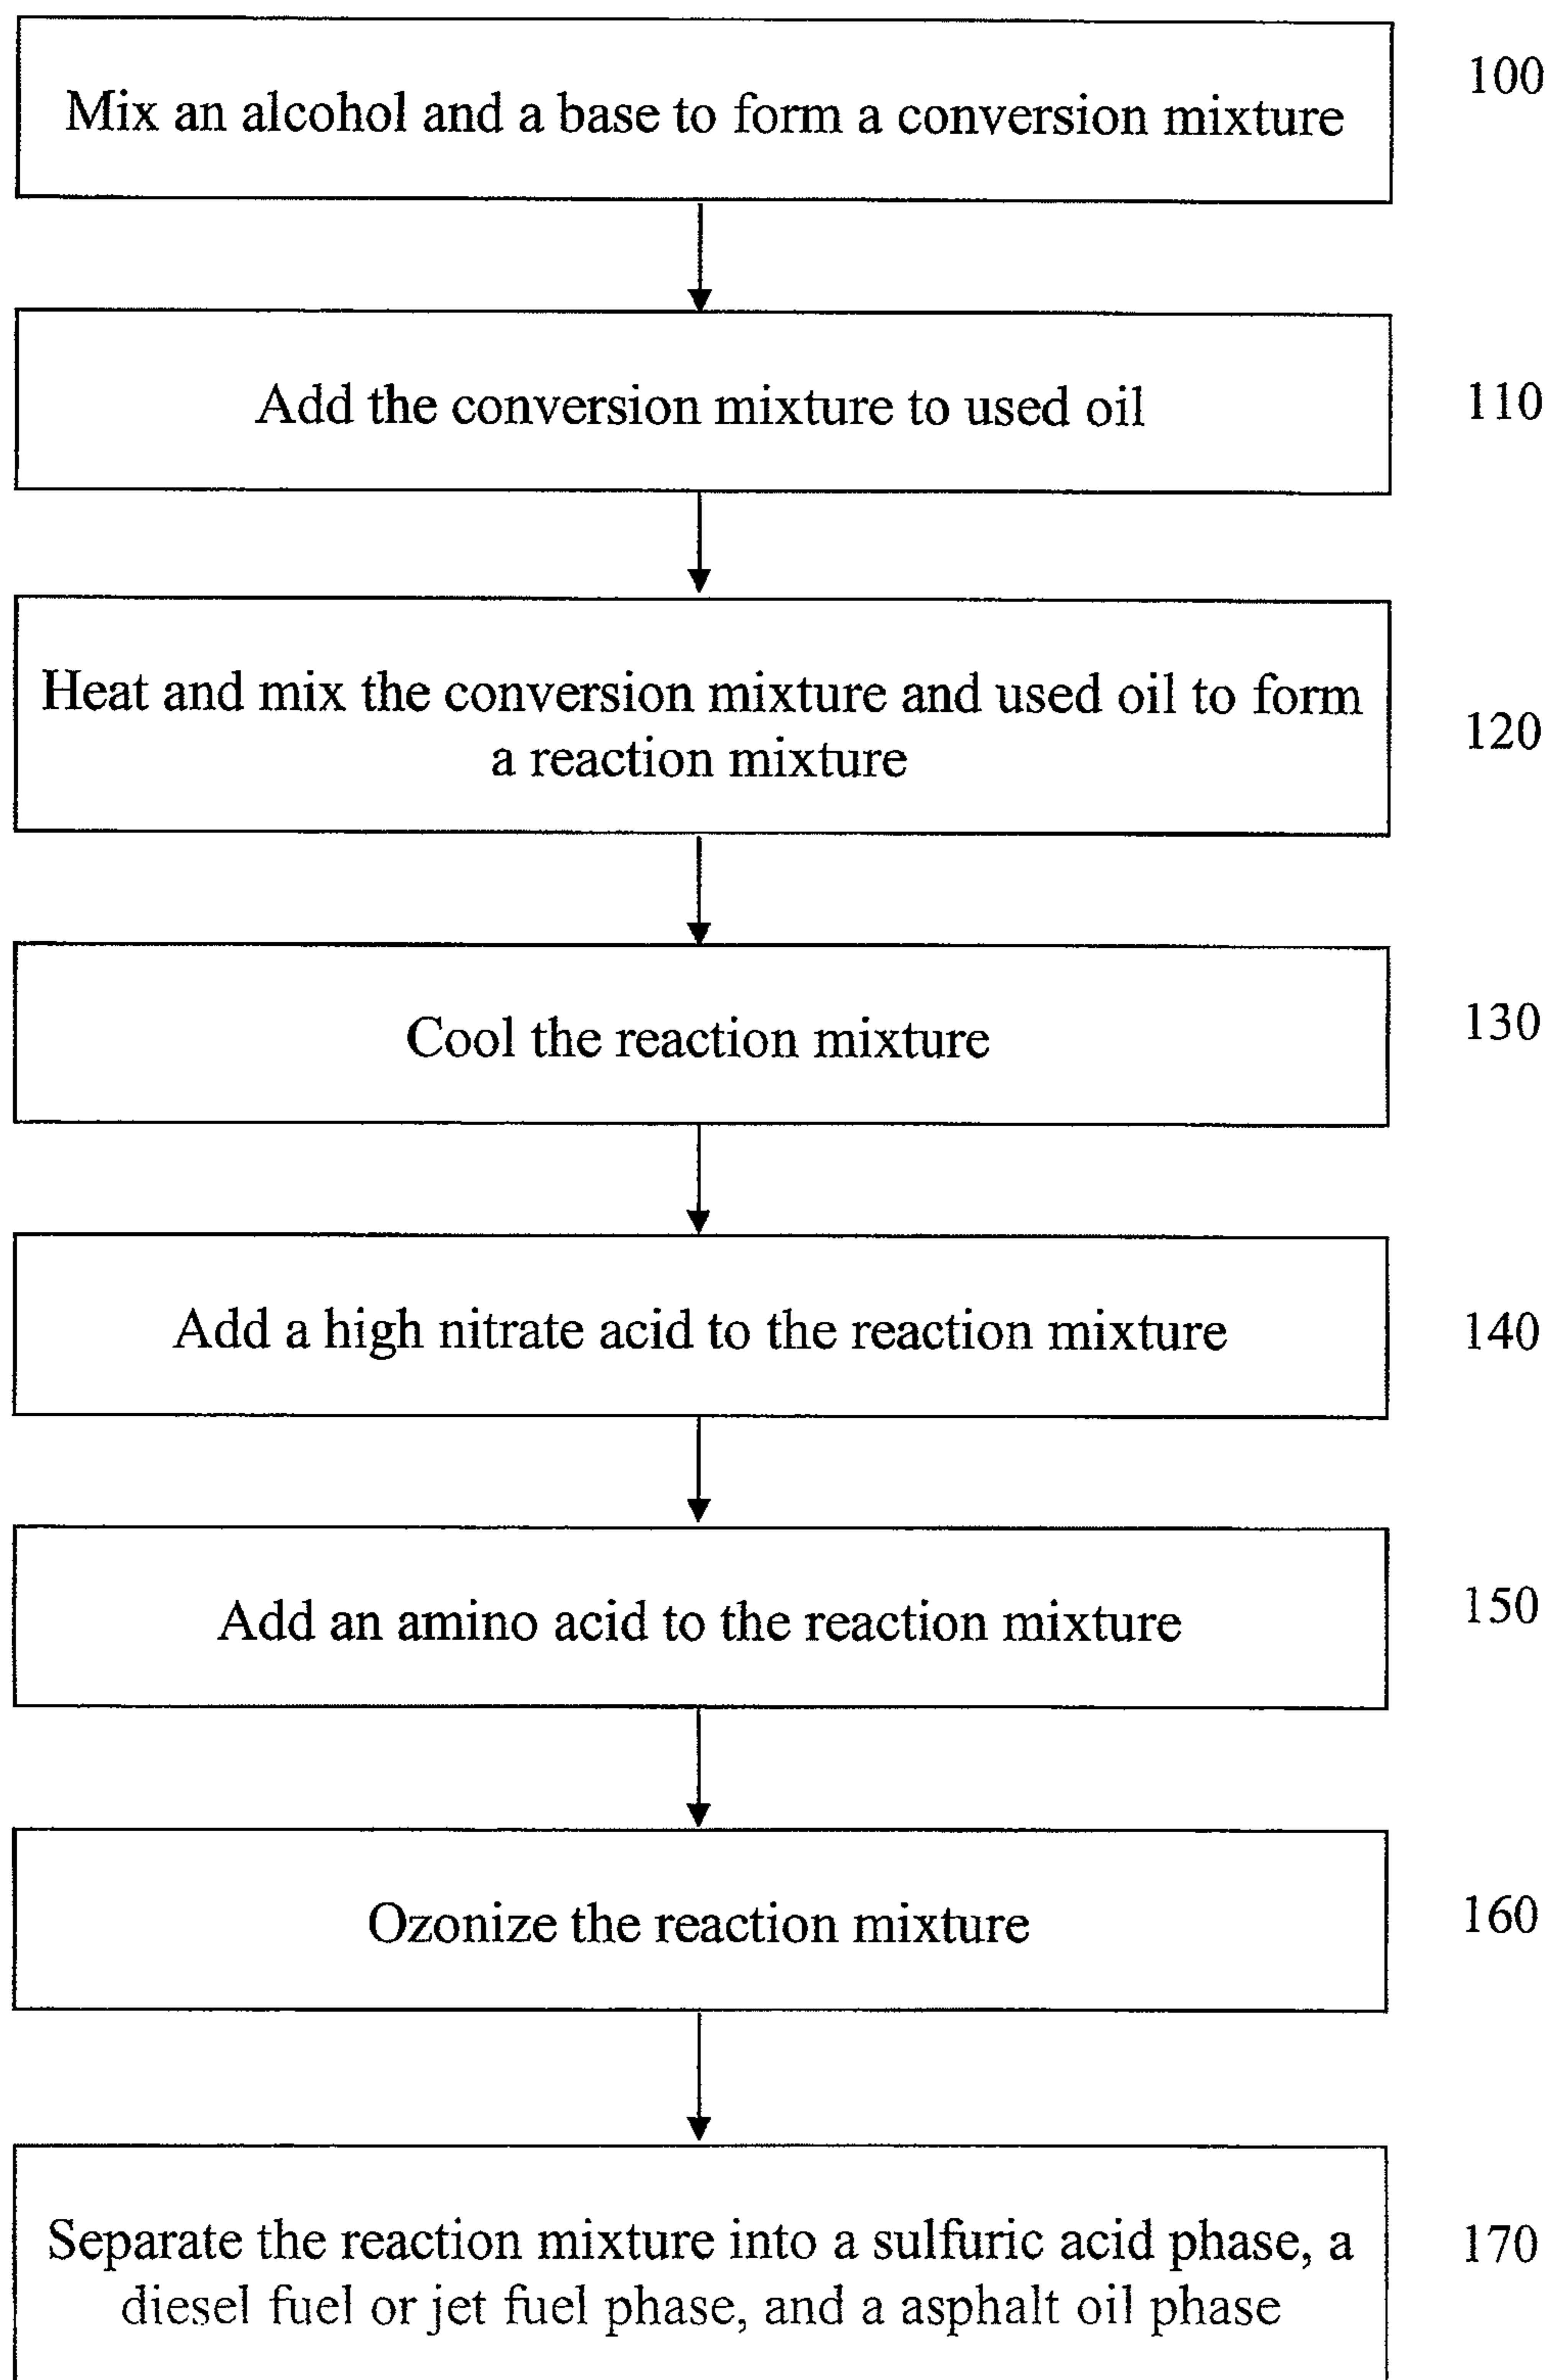 Mix an alcohol and a base to form a conversion mixture
100
Add the conversion mixture to used oil
110
Heat and mix the conversion mixture and used oil to form
a reaction mixture
120
Cool the reaction mixture
130
Add a high nitrate acid to the reaction mixture
140
Add an amino acid to the reaction mixture
150
Ozonize the reaction mixture
160
Separate the reaction mixture into a sulfuric acid phase, a
diesel fuel or jet fuel phase, and a asphalt oil phase
170